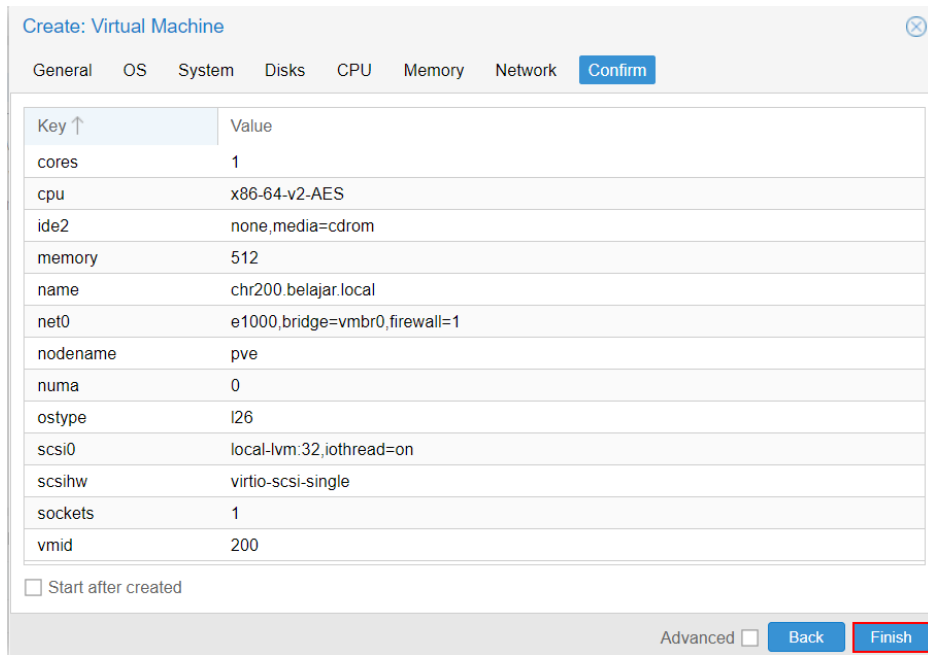 Create: Virtual Machine
General OS System Disks CPU Memory Network Confirm
Key ↑ Value
cores 1
cpu x86-64-v2-AES
ide2 none,media=cdrom
memory 512
name chr200.belajar.local
net0 e1000,bridge=vmbr0,firewall=1
nodename pve
numa 0
ostype l26
scsi0 local-lvm:32,iothread=on
scsihw virtio-scsi-single
sockets 1
vmid 200
Start after created
Advanced Back Finish